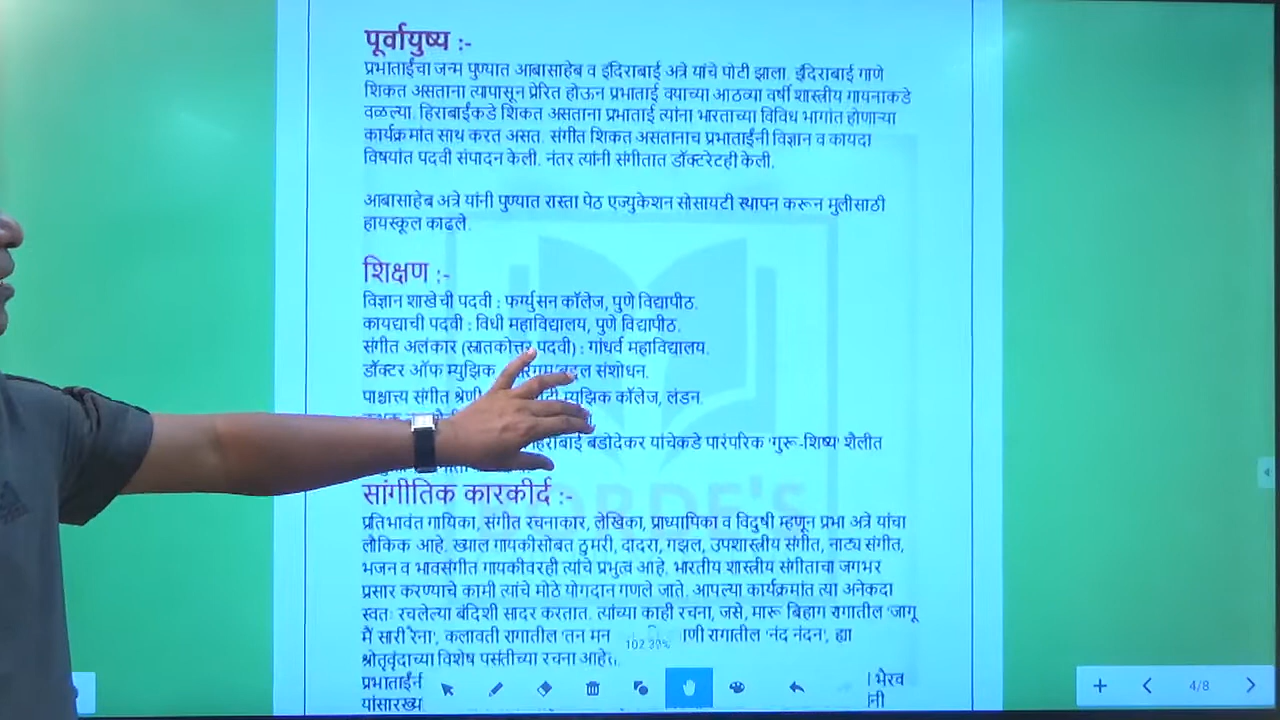 पूर्वायुष्य :-
प्रभाताईंचा जन्म पुण्यात आबासाहेब व इंदिराबाई अत्रे यांचे पोटी झाला. इंदिराबाई गाणे
शिकत असताना त्यापासून प्रेरित होऊन प्रभाताई वयाच्या आठव्या वर्षी शास्त्रीय गायनाकडे
वळल्या. हिराबाईंकडे शिकत असताना प्रभाताई त्यांना भारताच्या विविध भागांत होणाऱ्या
कार्यक्रमांत साथ करत असत. संगीत शिकत असतानाच प्रभाताईंनी विज्ञान व कायदा
विषयांत पदवी संपादन केली. नंतर त्यांनी संगीतात डॉक्टरेटही केली.
आबासाहेब अत्रे यांनी पुण्यात रास्ता पेठ एज्युकेशन सोसायटी स्थापन करून मुलींसाठी
हायस्कूल काढले.
शिक्षण :-
विज्ञान शाखेची पदवी : फर्ग्युसन कॉलेज, पुणे विद्यापीठ.
कायद्याची पदवी : विधी महाविद्यालय, पुणे विद्यापीठ.
संगीत अलंकार (स्नातकोत्तर पदवी) : गांधर्व महाविद्यालय.
डॉक्टर ऑफ म्युझिक संशोधन.
पाश्चात्त्य संगीत श्रेणी म्युझिक कॉलेज, लंडन.
हिराबाई बडोदेकर यांचेकडे पारंपरिक 'गुरू-शिष्य' शैलीत
सांगीतिक कारकीर्द :-
प्रतिभावंत गायिका, संगीत रचनाकार, लेखिका, प्राध्यापिका व विदुषी म्हणून प्रभा अत्रे यांचा
लौकिक आहे. ख्याल गायकीसोबत ठुमरी, दादरा, गझल, उपशास्त्रीय संगीत, नाट्य संगीत,
भजन व भावसंगीत गायकीवरही त्यांचे प्रभुत्व आहे. भारतीय शास्त्रीय संगीताचा जगभर
प्रसार करण्याचे कामी त्यांचे मोठे योगदान गणले जाते. आपल्या कार्यक्रमांत त्या अनेकदा
स्वतः रचलेल्या बंदिशी सादर करतात. त्यांच्या काही रचना, जसे, मारू बिहाग रागातील 'जागू
मैं सारी रैना', कलावती रागातील 'तन मन रागातील 'नंद नंदन', ह्या
102.39%
श्रोतृवृंदाच्या विशेष पसंतीच्या रचना आहेत.
भैरव
4/8